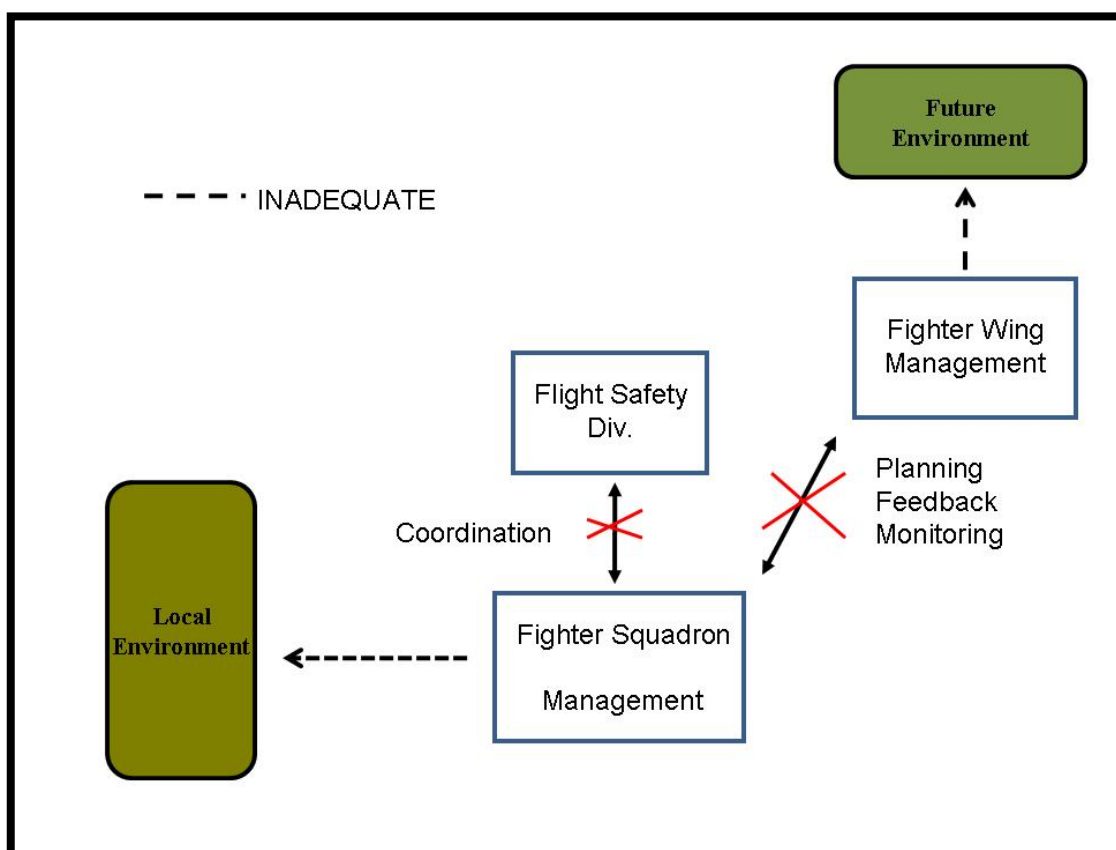 Future
Environment
INADEQUATE
Fighter Wing
Management
Flight Safety
Div.
Planning
Feedback
Monitoring
Coordination
Local
Environment
Fighter Squadron
Management